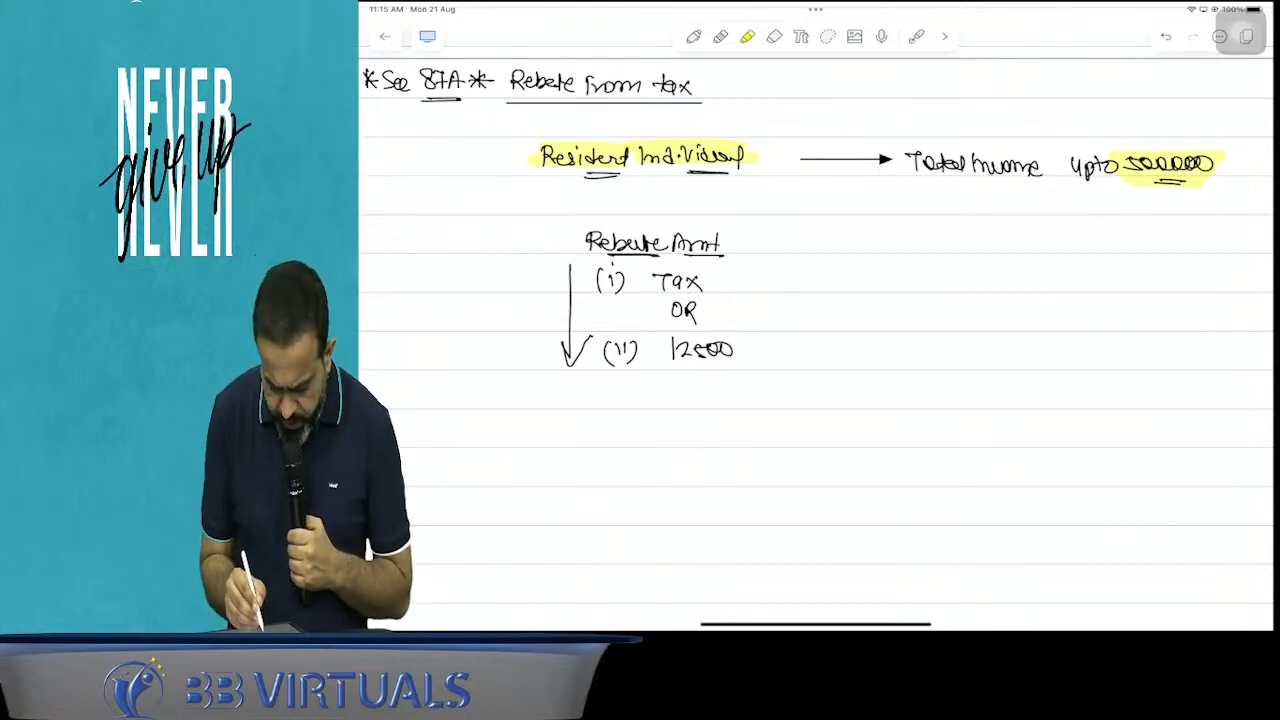 11:15 AM Mon 21 Aug
100%
NEVER
give up
NEVER
*Sec 87A* Rebate from tax
Resident Individual → Total Income upto 500000
Rebate Amt
(i) Tax
OR
(ii) 12500
Tt
BB VIRTUALS